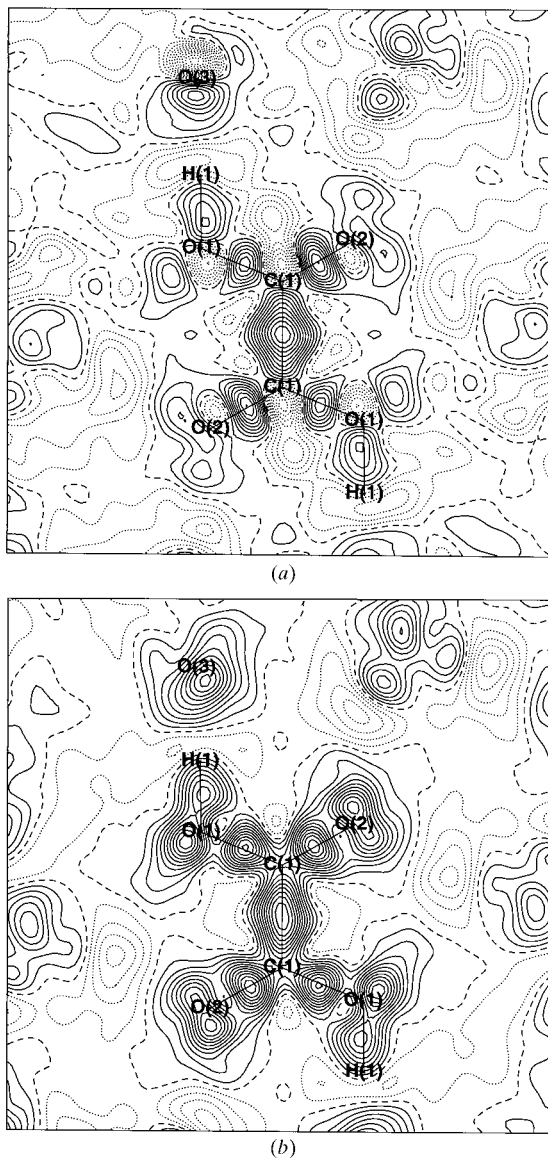 O(3)
H(1)
O(1) O(2)
C(1)
C(1)
O(2) O(1)
H(1)
(a)
O(3)
H(1)
O(1) O(2)
C(1)
C(1)
O(2) O(1)
H(1)
(b)